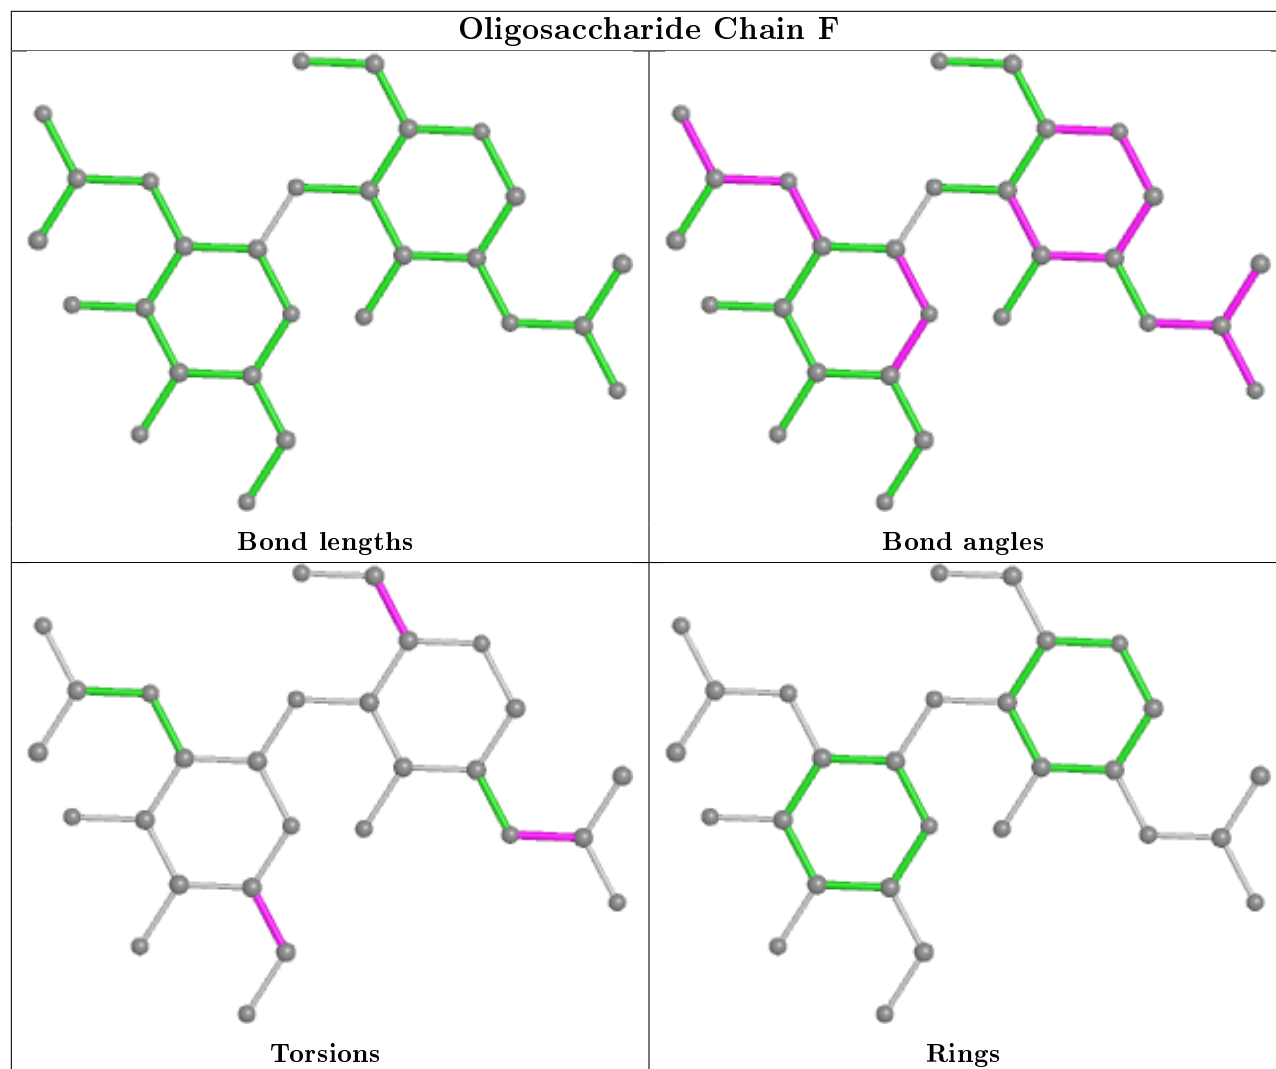 Oligosaccharide Chain F
Bond lengths
Bond angles
Torsions
Rings